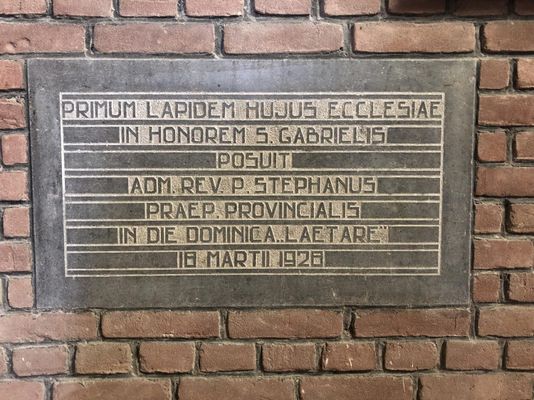 PRIMUM LAPIDEM HUJUS ECCLESIAE
IN HONOREM S. GABRIELIS
POSUIT
ADM. REV. P. STEPHANUS
PRAEP. PROVINCIALIS
IN DIE DOMINICA „LAETARE”
18 MARTII 1928